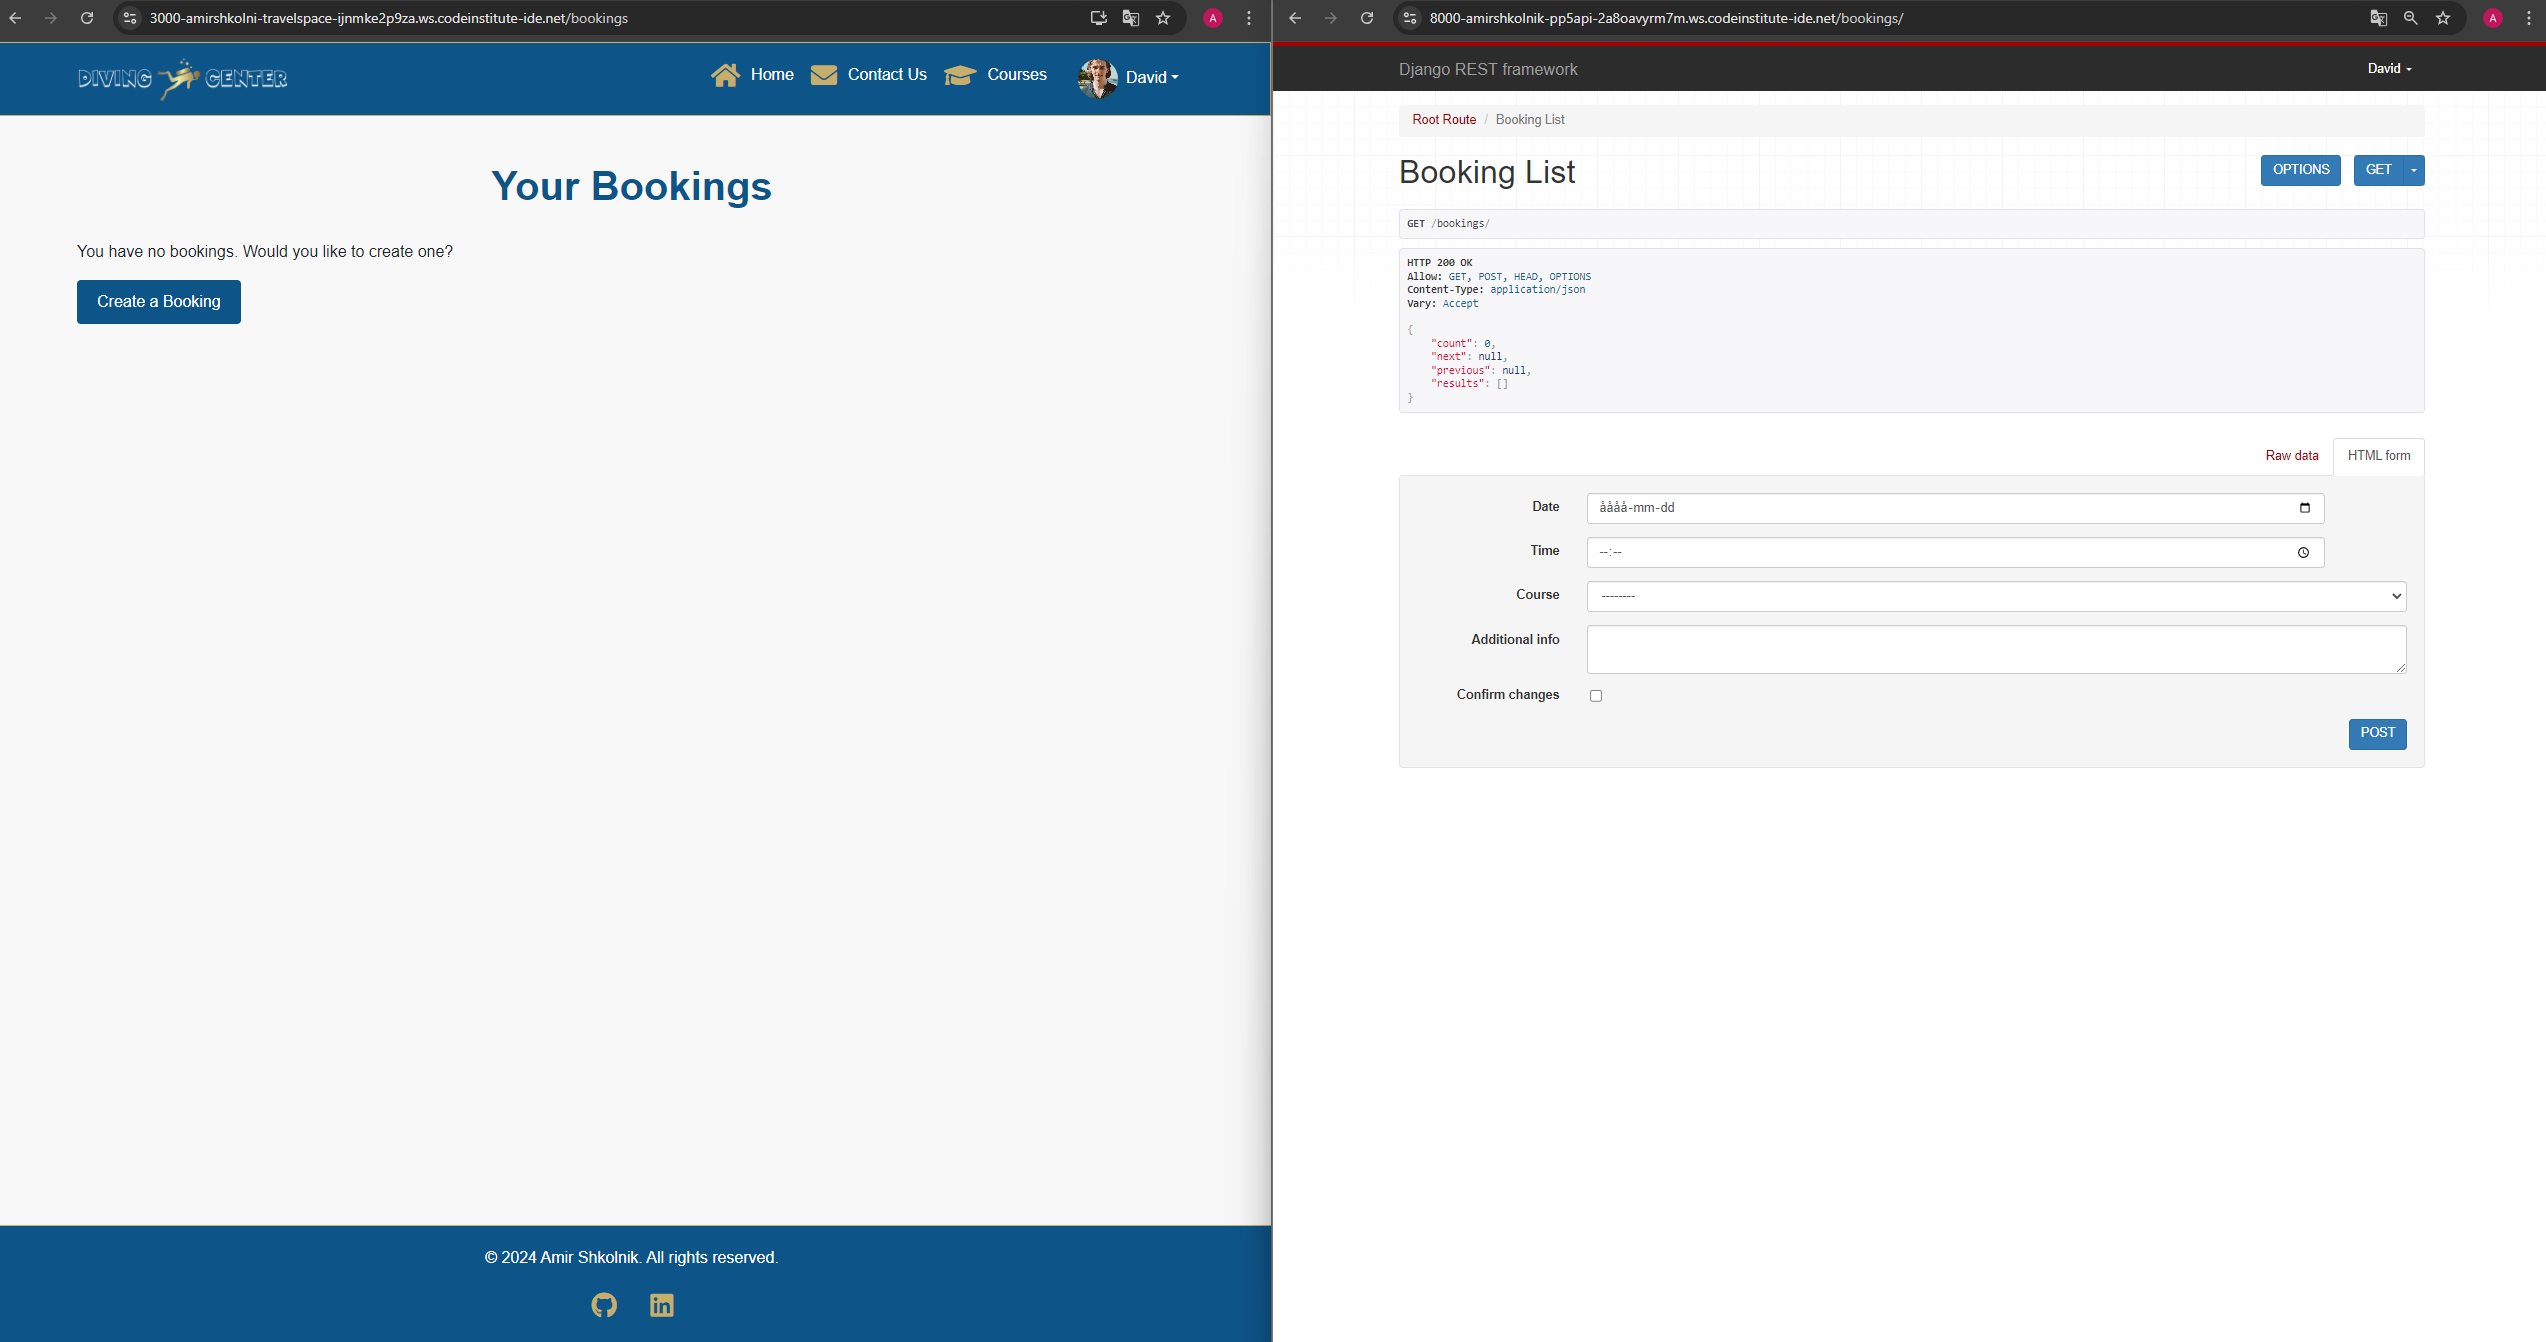 3000-amirshkolni-travelspace-ijnmke2p9za.ws.codeinstitute-ide.net/bookings
A
DIVING CENTER
Home
Contact Us
Courses
David
Your Bookings
You have no bookings. Would you like to create one?
Create a Booking
© 2024 Amir Shkolnik. All rights reserved.
in
8000-amirshkolnik-pp5api-2a8oavyrm7m.ws.codeinstitute-ide.net/bookings/
A
Django REST framework
David
Root Route / Booking List
Booking List
OPTIONS
GET
GET /bookings/
HTTP 200 OK
Allow: GET, POST, HEAD, OPTIONS
Content-Type: application/json
Vary: Accept
{
"count": 0,
"next": null,
"previous": null,
"results": []
}
Raw data
HTML form
Date
åååå-mm-dd
Time
--:--
Course
--------
Additional info
Confirm changes
POST